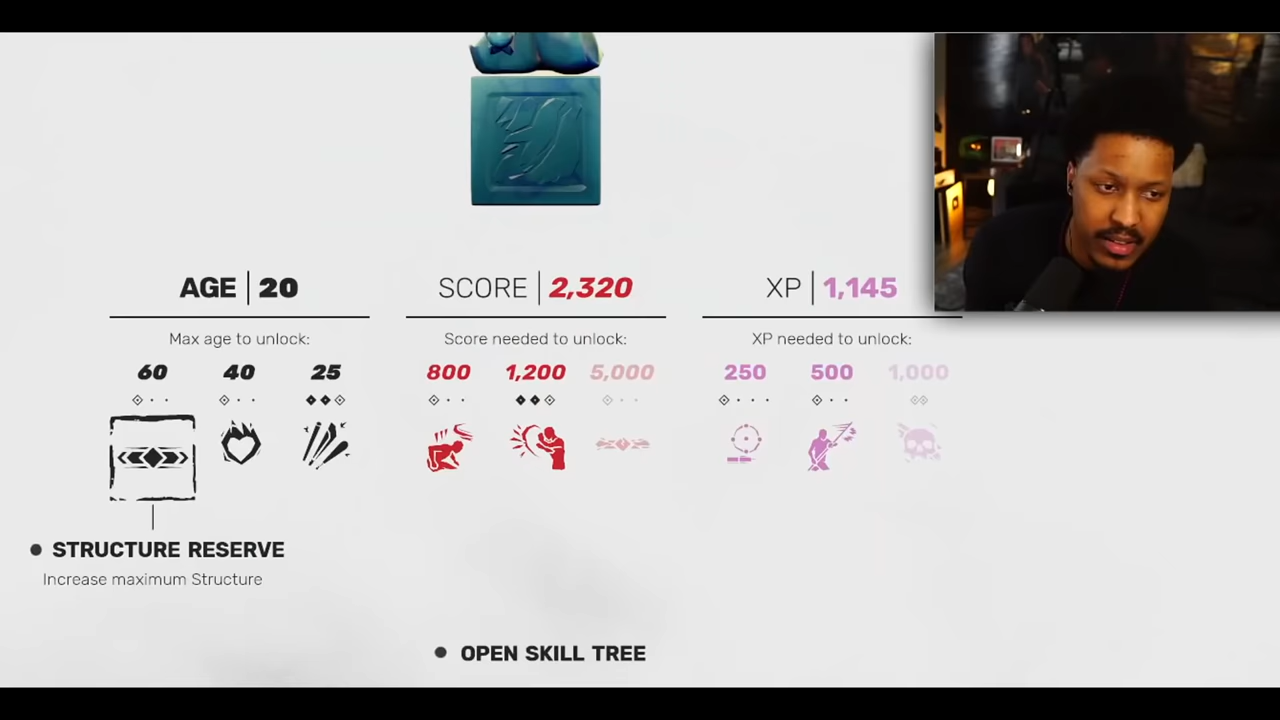 AGE | 20
SCORE | 2,320
XP | 1,145
Max age to unlock:
Score needed to unlock:
XP needed to unlock:
60 40 25
800 1,200 5,000
250 500 1,000
STRUCTURE RESERVE
Increase maximum Structure
OPEN SKILL TREE